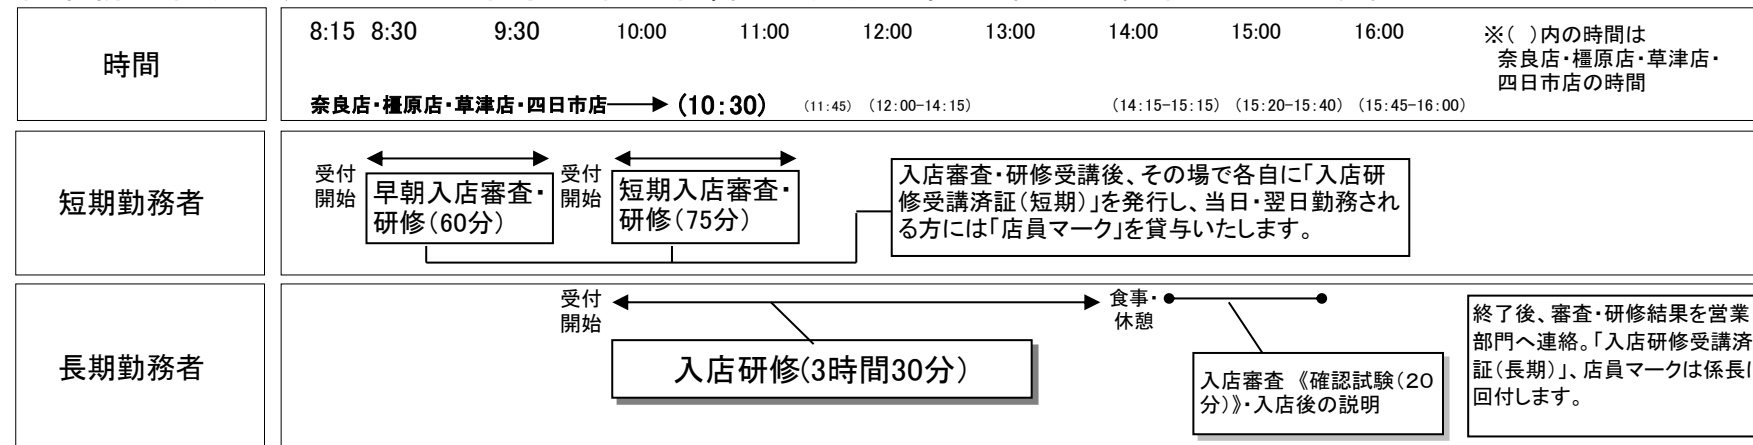 時間
8:15 8:30 9:30 10:00 11:00 12:00 13:00 14:00 15:00 16:00
※( )内の時間は
奈良店・橿原店・草津店・
四日市店の時間
奈良店・橿原店・草津店・四日市店 (10:30) (11:45) (12:00-14:15) (14:15-15:15) (15:20-15:40) (15:45-16:00)
短期勤務者
受付
開始
早朝入店審査・
研修(60分)
受付
開始
短期入店審査・
研修(75分)
入店審査・研修受講後、その場で各自に「入店研
修受講済証(短期)」を発行し、当日・翌日勤務され
る方には「店員マーク」を貸与いたします。
長期勤務者
受付
開始
入店研修(3時間30分)
食事・
休憩
入店審査 《確認試験(20
分)》・入店後の説明
終了後、審査・研修結果を営業
部門へ連絡。「入店研修受講済
証(長期)」、店員マークは係長に
回付します。